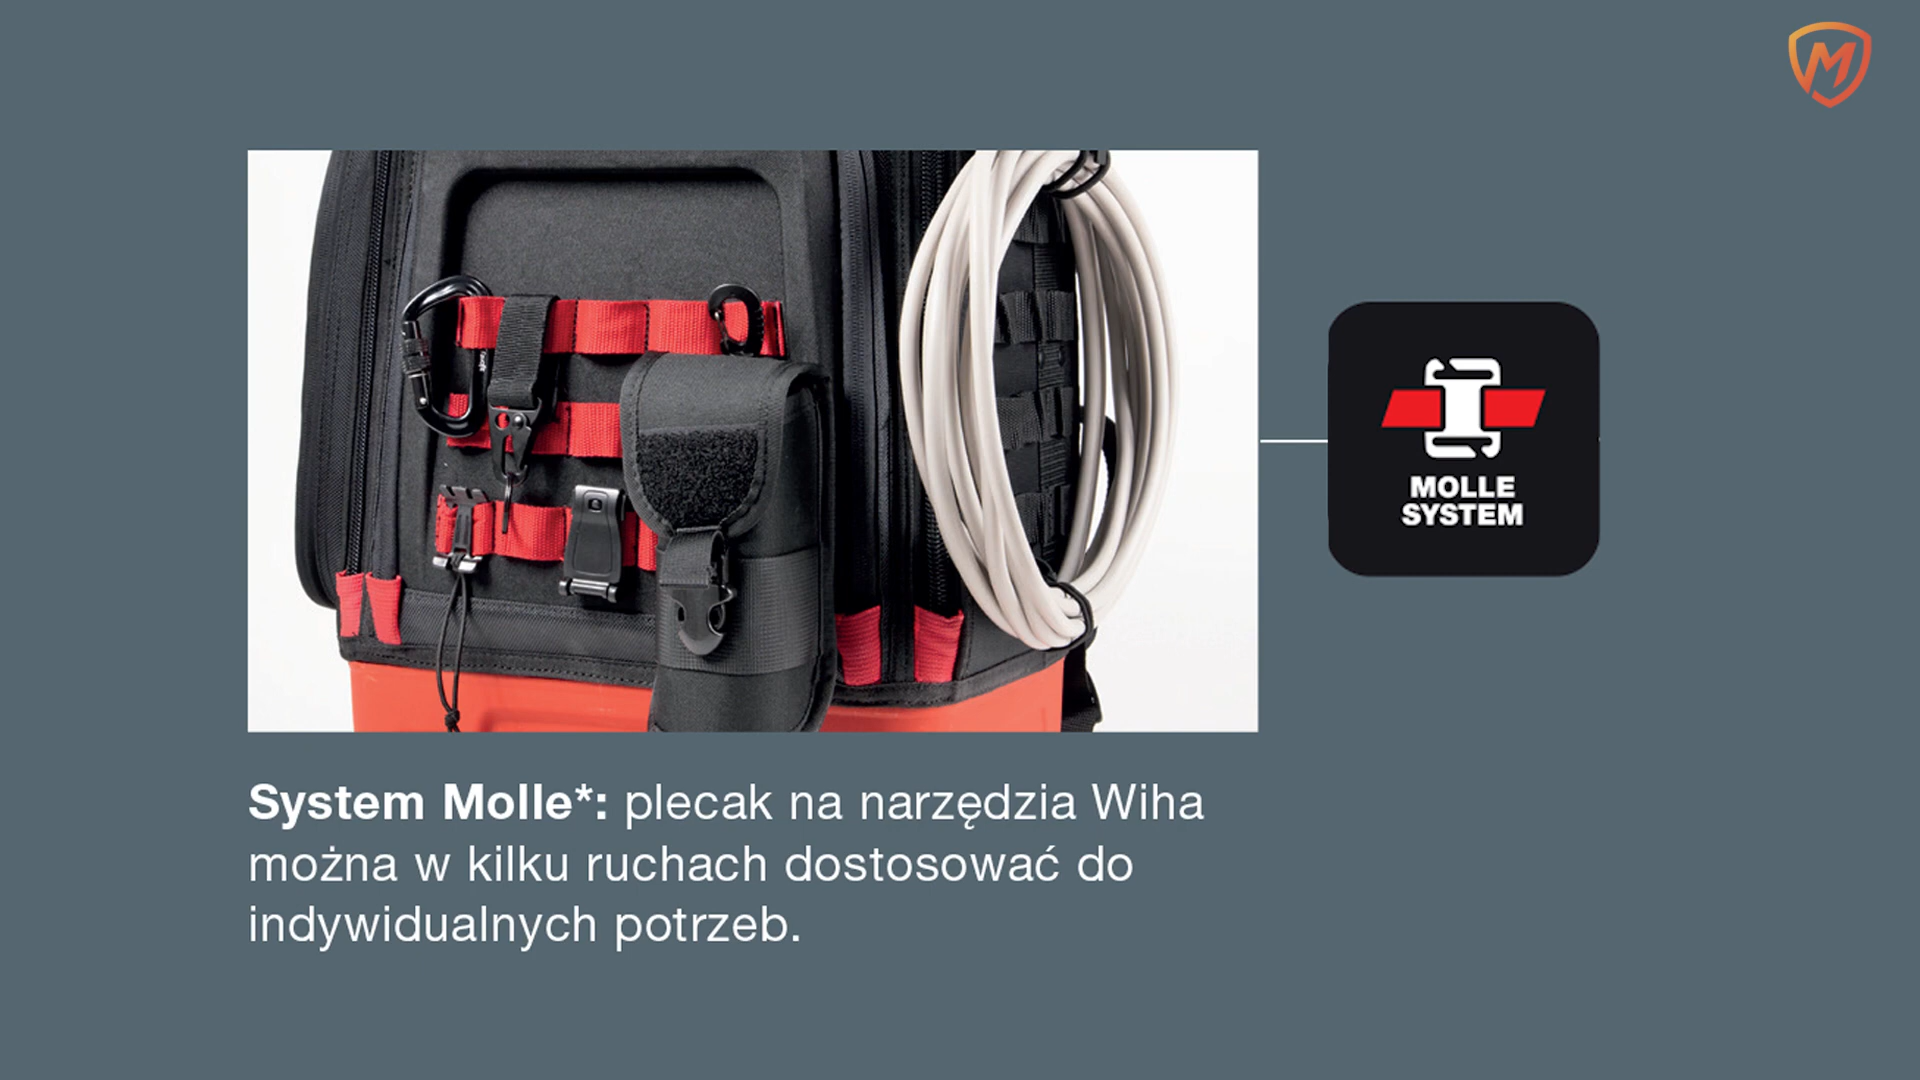 MOLLE
SYSTEM
System Molle*: plecak na narzędzia Wiha
można w kilku ruchach dostosować do
indywidualnych potrzeb.